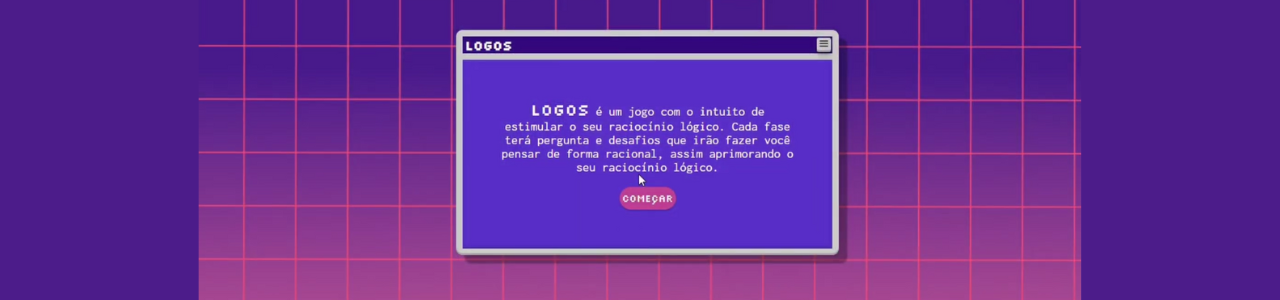 LOGOS
LOGOS é um jogo com o intuito de
estimular o seu raciocínio lógico. Cada fase
terá pergunta e desafios que irão fazer você
pensar de forma racional, assim aprimorando o
seu raciocínio lógico.
COMEÇAR